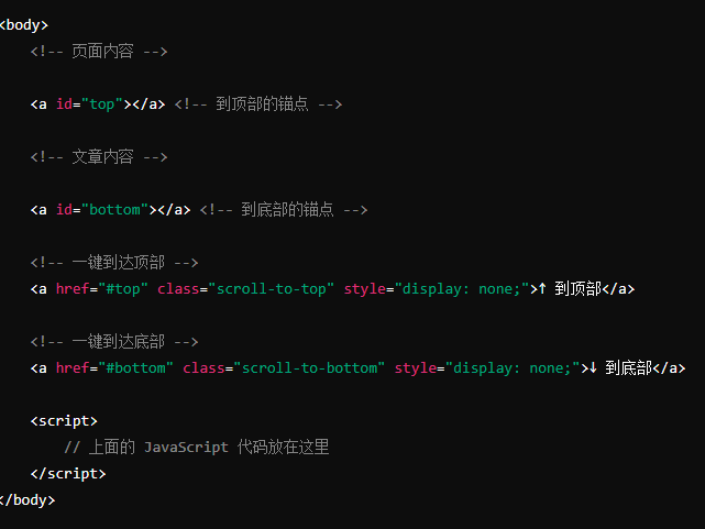 <body>
<!-- 页面内容 -->
<a id="top"></a> <!-- 到顶部的锚点 -->
<!-- 文章内容 -->
<a id="bottom"></a> <!-- 到底部的锚点 -->
<!-- 一键到达顶部 -->
<a href="#top" class="scroll-to-top" style="display: none;">↑ 到顶部</a>
<!-- 一键到达底部 -->
<a href="#bottom" class="scroll-to-bottom" style="display: none;">↓ 到底部</a>
<script>
// 上面的 JavaScript 代码放在这里
</script>
</body>